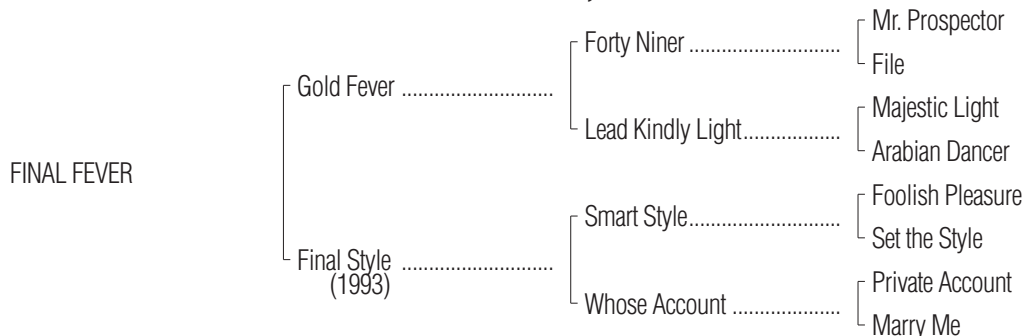 Mr. Prospector
Forty Niner ............................
File
Gold Fever ............................
Majestic Light
Lead Kindly Light..................
Arabian Dancer
FINAL FEVER
Foolish Pleasure
Smart Style............................
Set the Style
Final Style ............................
(1993)
Private Account
Whose Account ....................
Marry Me